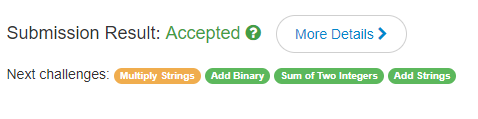 Submission Result: Accepted ? More Details
Next challenges: Multiply Strings Add Binary Sum of Two Integers Add Strings